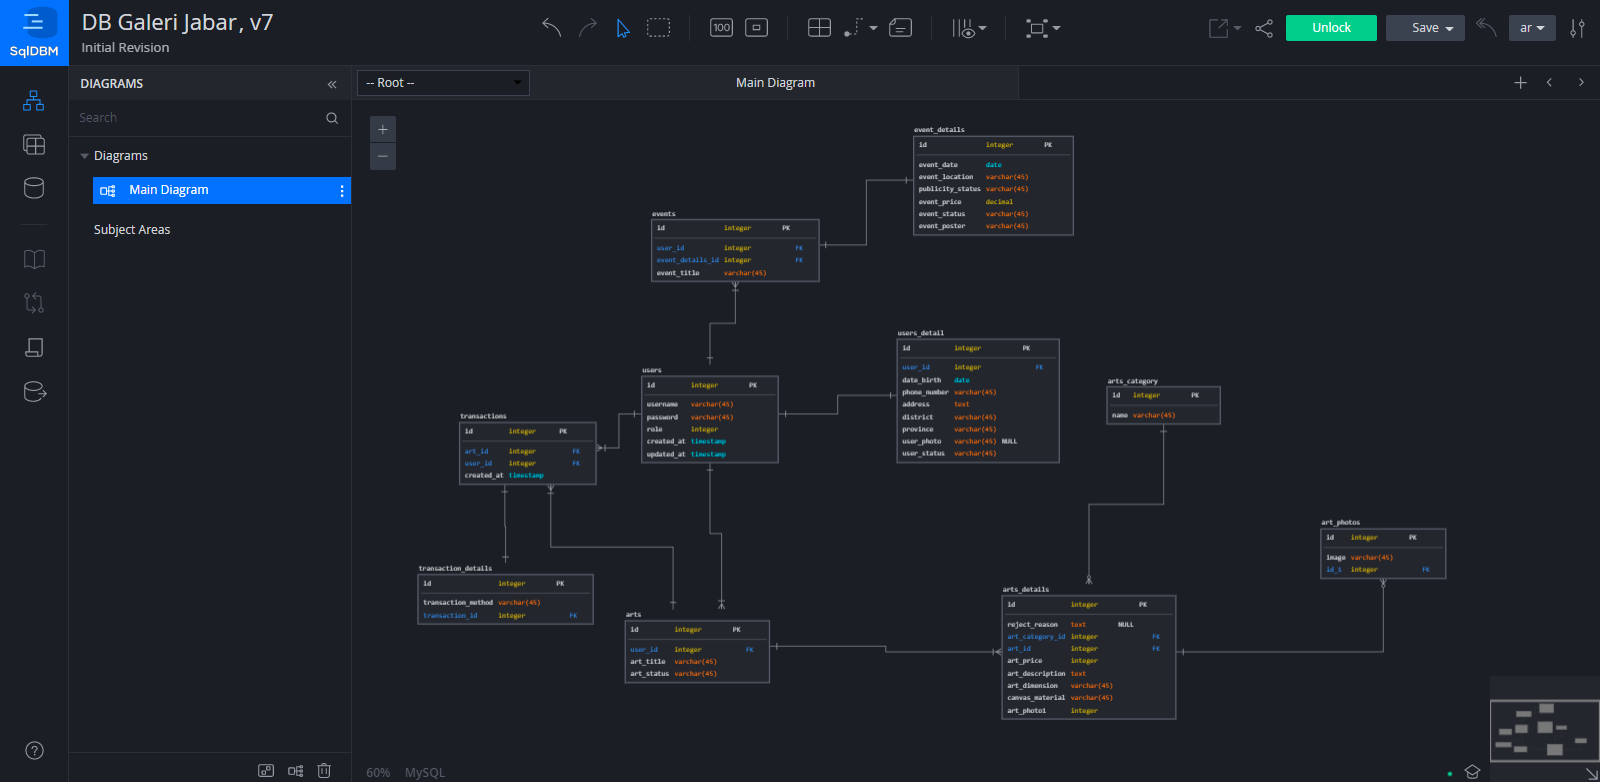 SqlDBM
DB Galeri Jabar, v7
Initial Revision
100
Unlock
Save
ar
DIAGRAMS
«
-- Root --
Main Diagram
Search
Diagrams
Main Diagram
Subject Areas
event_details
id integer PK
event_date date
event_location varchar(45)
publicity_status varchar(45)
event_price decimal
event_status varchar(45)
event_poster varchar(45)
events
id integer PK
user_id integer FK
event_details_id integer FK
event_title varchar(45)
users_detail
id integer PK
user_id integer FK
date_birth date
phone_number varchar(45)
address text
district varchar(45)
province varchar(45)
user_photo varchar(45) NULL
user_status varchar(45)
users
id integer PK
username varchar(45)
password varchar(45)
role integer
created_at timestamp
updated_at timestamp
arts_category
id integer PK
name varchar(45)
transactions
id integer PK
art_id integer FK
user_id integer FK
created_at timestamp
art_photos
id integer PK
image varchar(45)
id_1 integer FK
transaction_details
id integer PK
transaction_method varchar(45)
transaction_id integer FK
arts_details
id integer PK
reject_reason text NULL
art_category_id integer FK
art_id integer FK
art_price integer
art_description text
art_dimension varchar(45)
canvas_material varchar(45)
art_photo1 integer
arts
id integer PK
user_id integer FK
art_title varchar(45)
art_status varchar(45)
60% MySQL